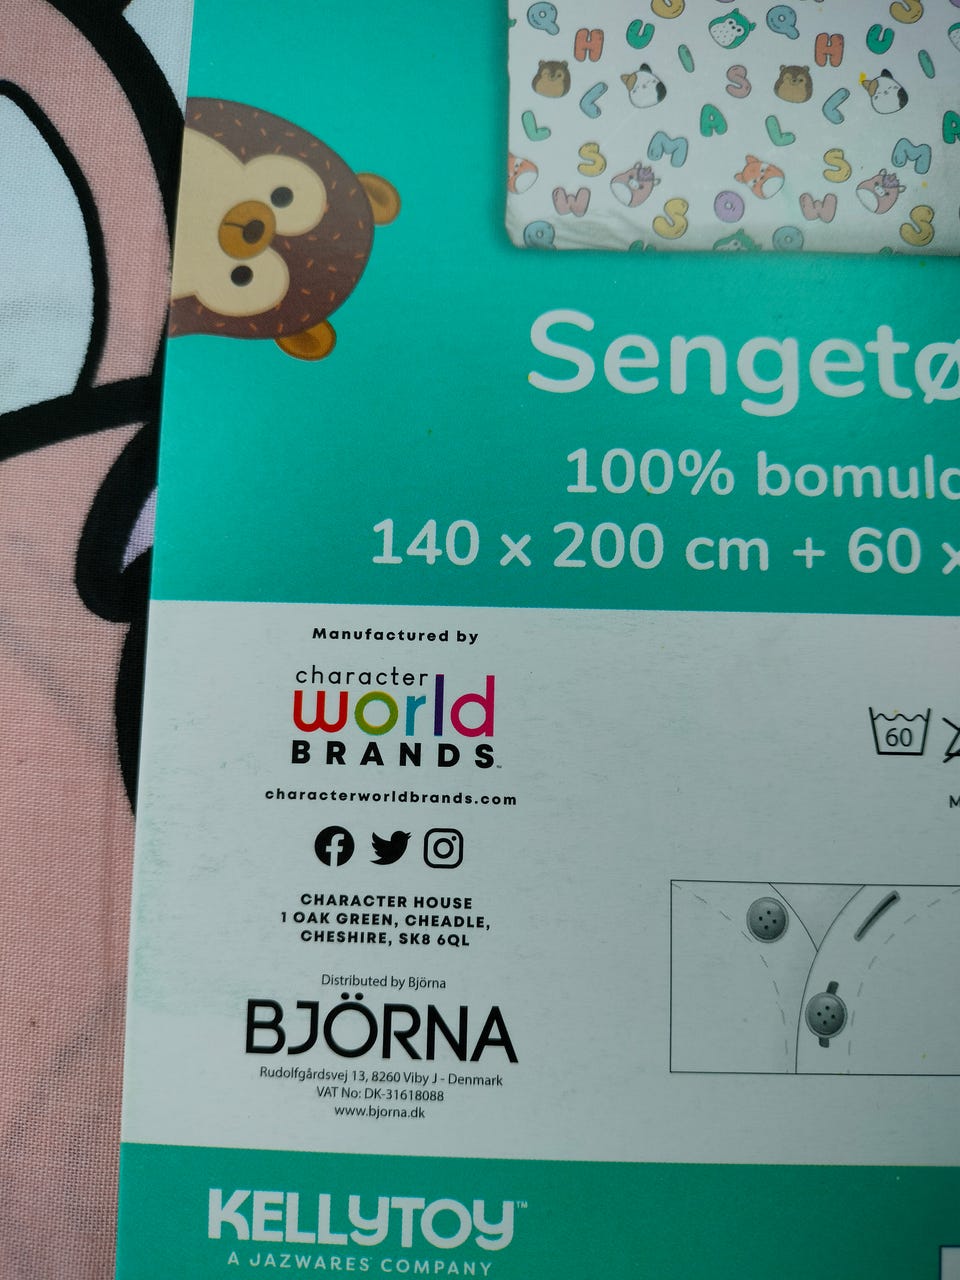 Sengetø
100% bomuld
140 x 200 cm + 60 x
Manufactured by
character
world
BRANDS™
characterworldbrands.com
60
M
CHARACTER HOUSE
1 OAK GREEN, CHEADLE,
CHESHIRE, SK8 6QL
Distributed by Björna
BJÖRNA
Rudolfgårdsvej 13, 8260 Viby J - Denmark
VAT No: DK-31618088
www.bjorna.dk
KELLYTOY™
A JAZWARES COMPANY